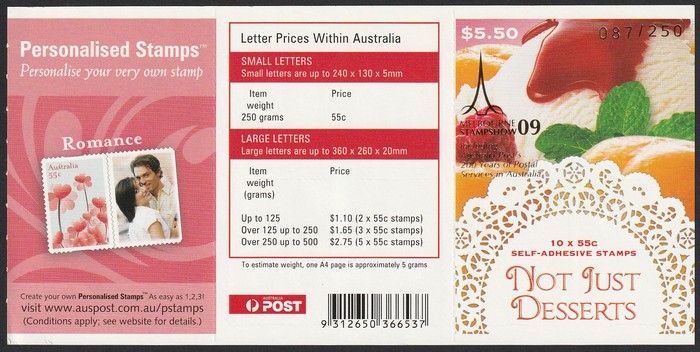 Personalised Stamps™
Personalise your very own stamp
Romance
Australia
55c
Create your own Personalised Stamps™ As easy as 1,2,3!
visit www.auspost.com.au/pstamps
(Conditions apply; see website for details.)
Letter Prices Within Australia
SMALL LETTERS
Small letters are up to 240 x 130 x 5mm
Item weight Price
250 grams 55c
LARGE LETTERS
Large letters are up to 360 x 260 x 20mm
Item weight (grams) Price
Up to 125 $1.10 (2 x 55c stamps)
Over 125 up to 250 $1.65 (3 x 55c stamps)
Over 250 up to 500 $2.75 (5 x 55c stamps)
To estimate weight, one A4 page is approximately 5 grams
AUSTRALIA
POST
9 312650 366537
$5.50
087/250
MELBOURNE
STAMPSHOW 09
200 Years of Postal
Services in Australia
10 x 55c
SELF-ADHESIVE STAMPS
NOT JUST
DESSERTS